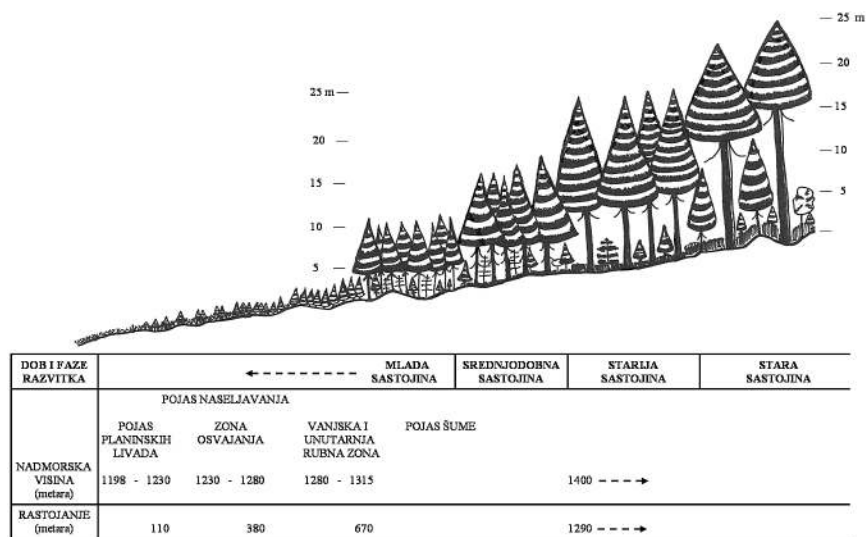 — 25 m
— 20
— 15
— 10
— 5
—
25 m —
20 —
15 —
10 —
5 —
DOB I FAZE RAZVITKA
MLADA SASTOJINA
SREDNJODOBNA SASTOJINA
STARIJA SASTOJINA
STARA SASTOJINA
POJAS NASELJAVANJA
POJAS PLANINSKIH LIVADA
ZONA OSVAJANJA
VANJSKA I UNUTARNJA RUBNA ZONA
POJAS ŠUME
NADMORSKA VISINA (metara)
1198 - 1230
1230 - 1280
1280 - 1315
1400
RASTOJANJE (metara)
110
380
670
1290